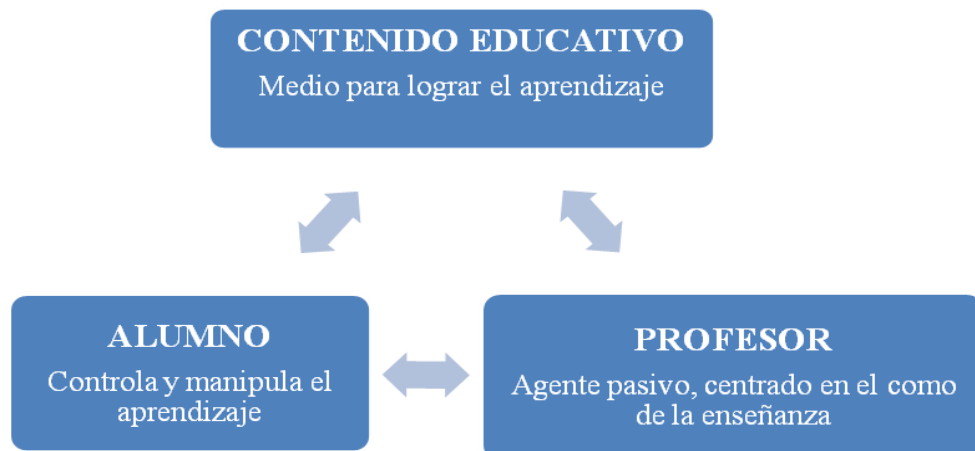 CONTENIDO EDUCATIVO
Medio para lograr el aprendizaje
ALUMNO
Controla y manipula el
aprendizaje
PROFESOR
Agente pasivo, centrado en el como
de la enseñanza